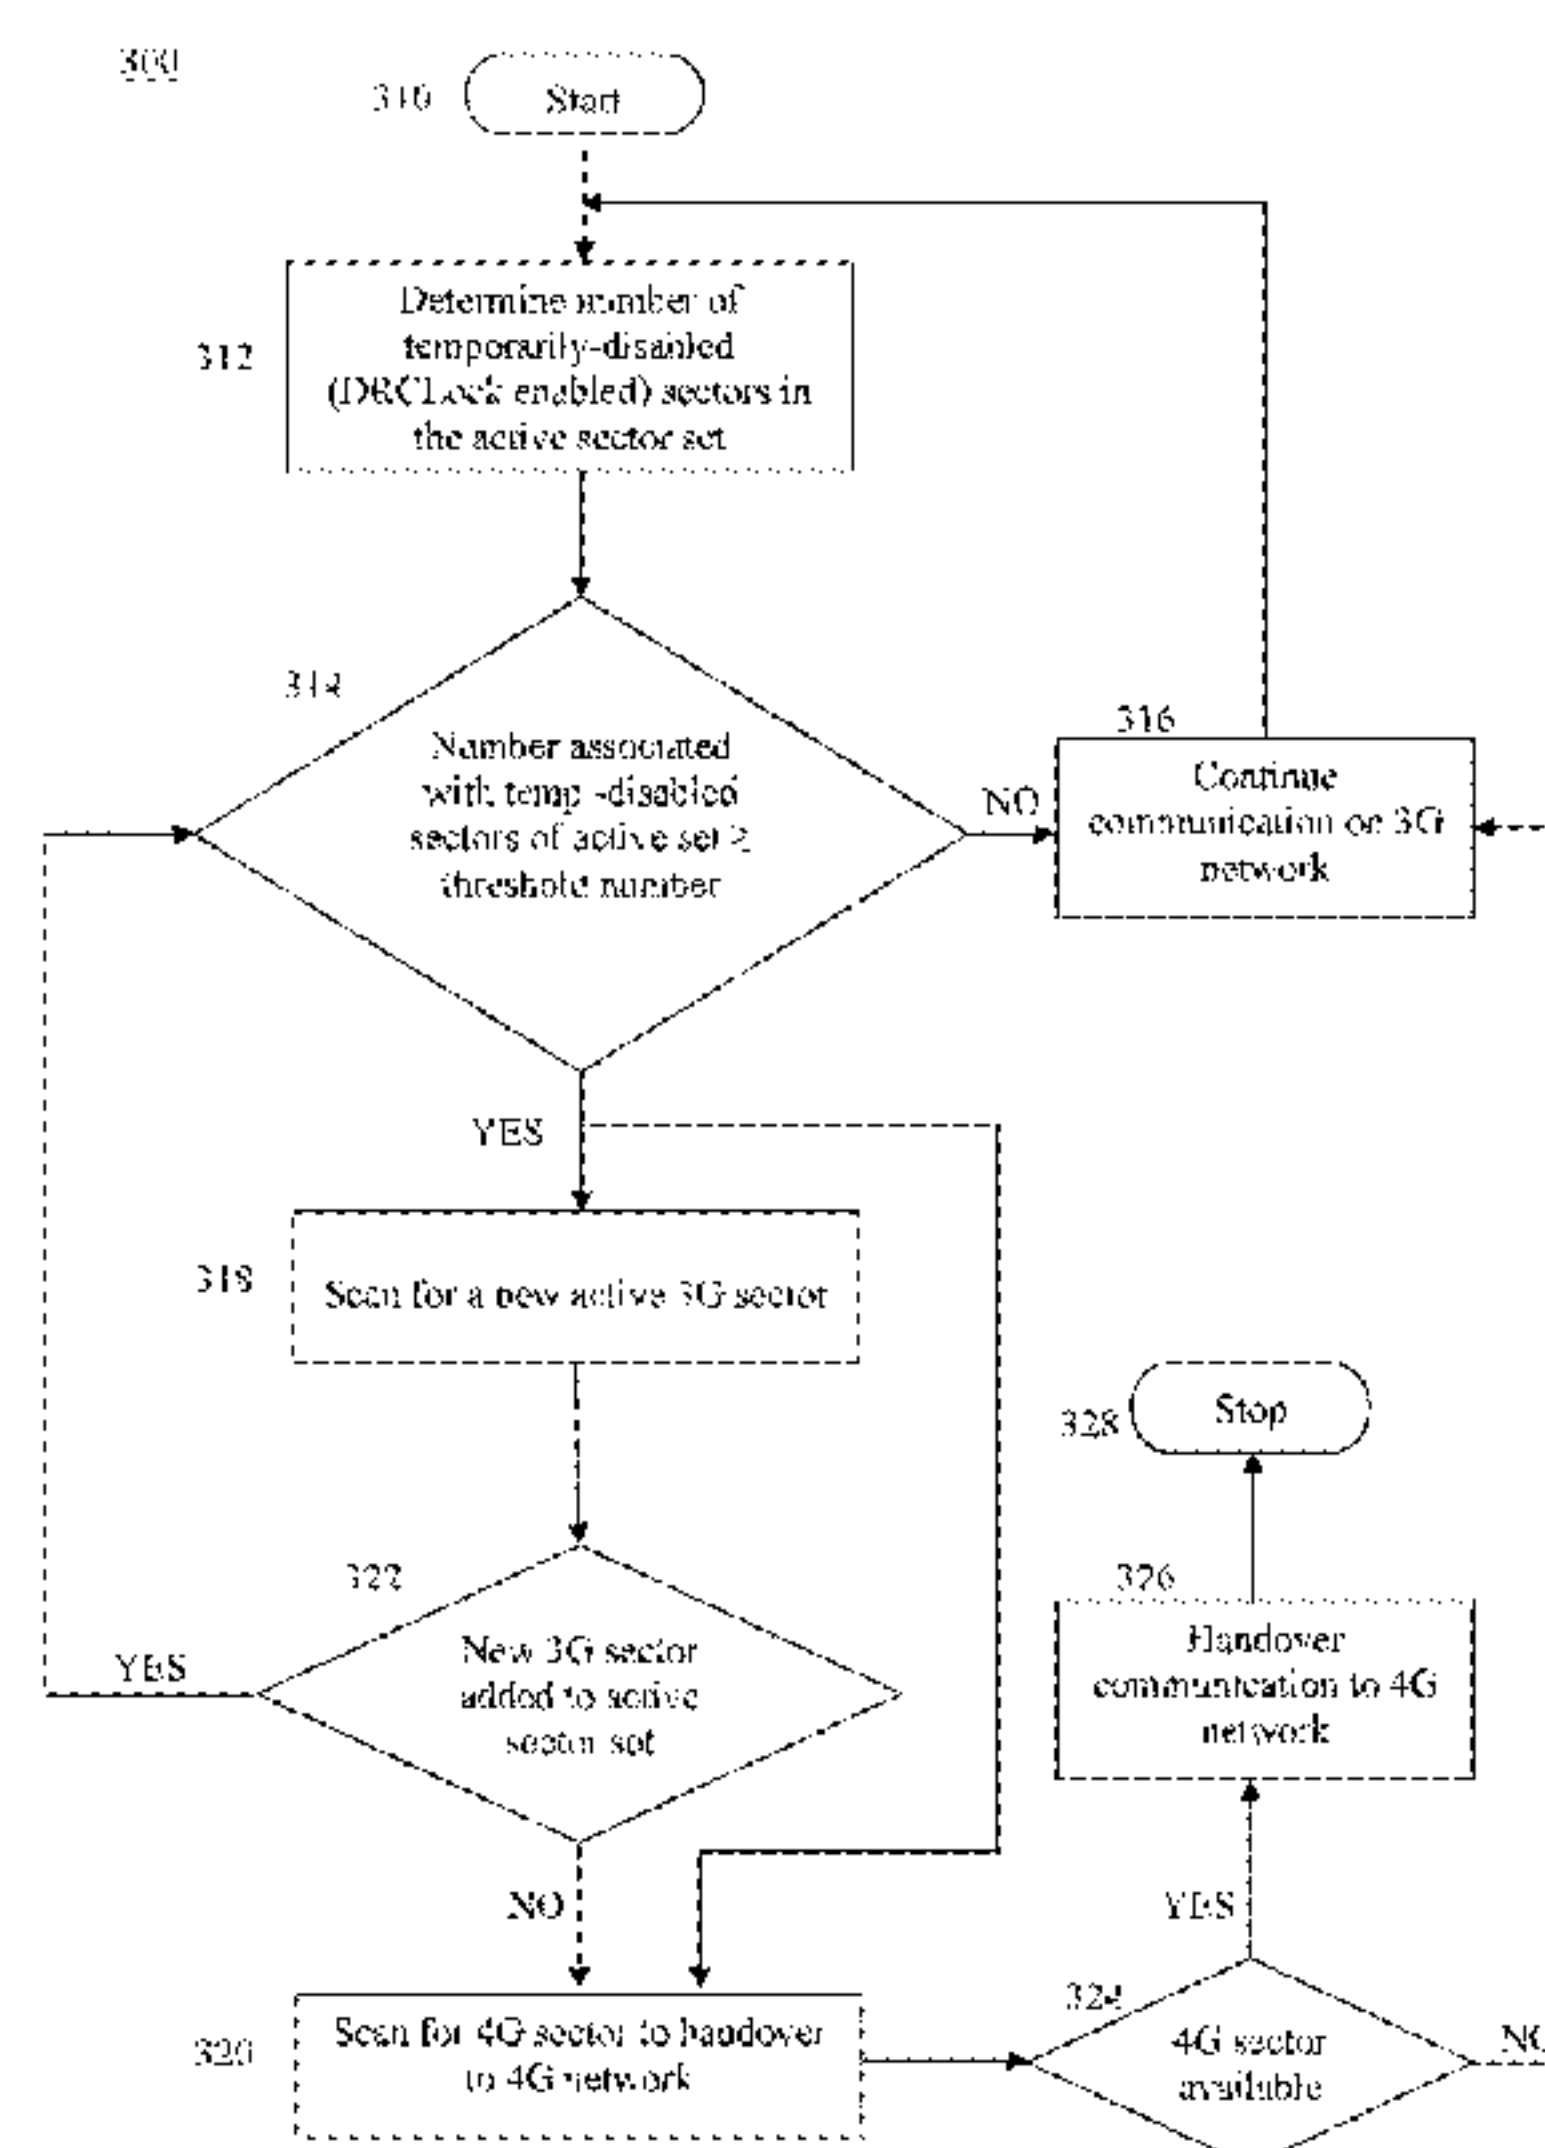 300
310
Start
312
Determine number of
temporarily-disabled
(DRCLock enabled) sectors in
the active sector set
314
Number associated
with temp -disabled
sectors of active set ≥
threshold number
NO
316
Continue
communication on 3G
network
YES
318
Scan for a new active 3G sector
328
Stop
322
New 3G sector
added to active
sector set
YES
326
Handover
communication to 4G
network
NO
YES
320
Scan for 4G sector to handover
to 4G network
324
4G sector
available
NO